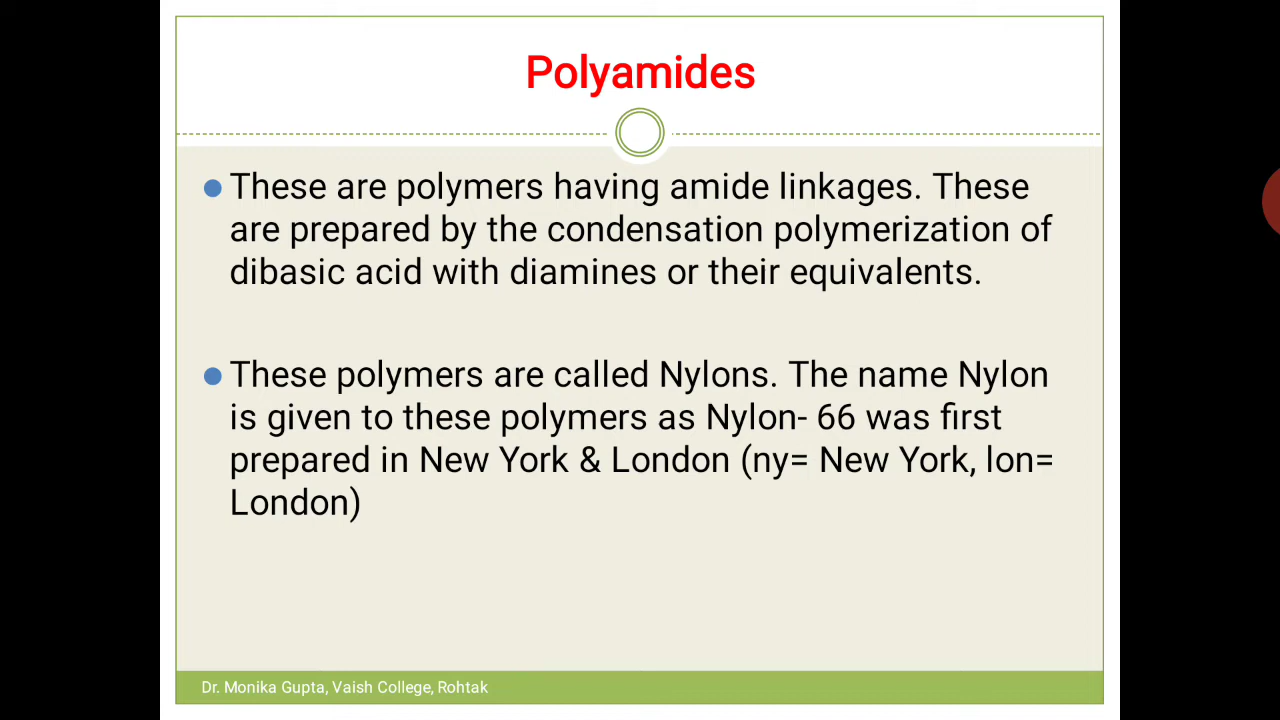 Polyamides
These are polymers having amide linkages. These
are prepared by the condensation polymerization of
dibasic acid with diamines or their equivalents.
These polymers are called Nylons. The name Nylon
is given to these polymers as Nylon- 66 was first
prepared in New York & London (ny= New York, lon=
London)
Dr. Monika Gupta, Vaish College, Rohtak